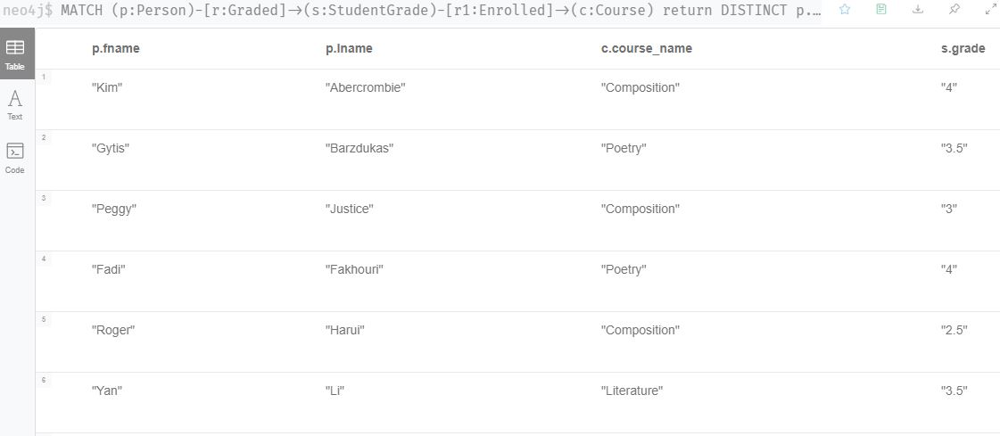 neo4j$ MATCH (p:Person)-[r:Graded]→(s:StudentGrade)-[r1:Enrolled]→(c:Course) return DISTINCT p.…
p.fname p.lname c.course_name s.grade
Table
1 "Kim" "Abercrombie" "Composition" "4"
Text
2 "Gytis" "Barzdukas" "Poetry" "3.5"
Code
3 "Peggy" "Justice" "Composition" "3"
4 "Fadi" "Fakhouri" "Poetry" "4"
5 "Roger" "Harui" "Composition" "2.5"
6 "Yan" "Li" "Literature" "3.5"